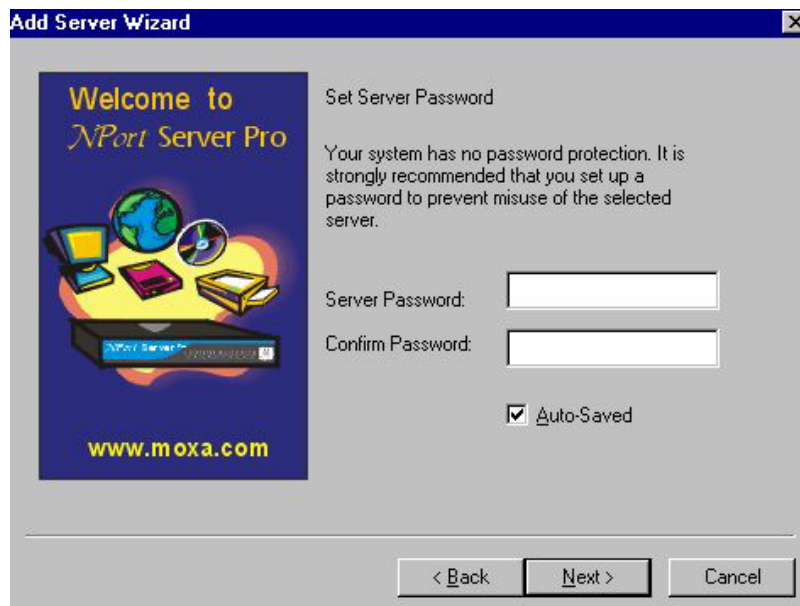 Add Server Wizard
Welcome to
NPort Server Pro
www.moxa.com
Set Server Password
Your system has no password protection. It is
strongly recommended that you set up a
password to prevent misuse of the selected
server.
Server Password:
Confirm Password:
Auto-Saved
< Back
Next >
Cancel
NPort Server